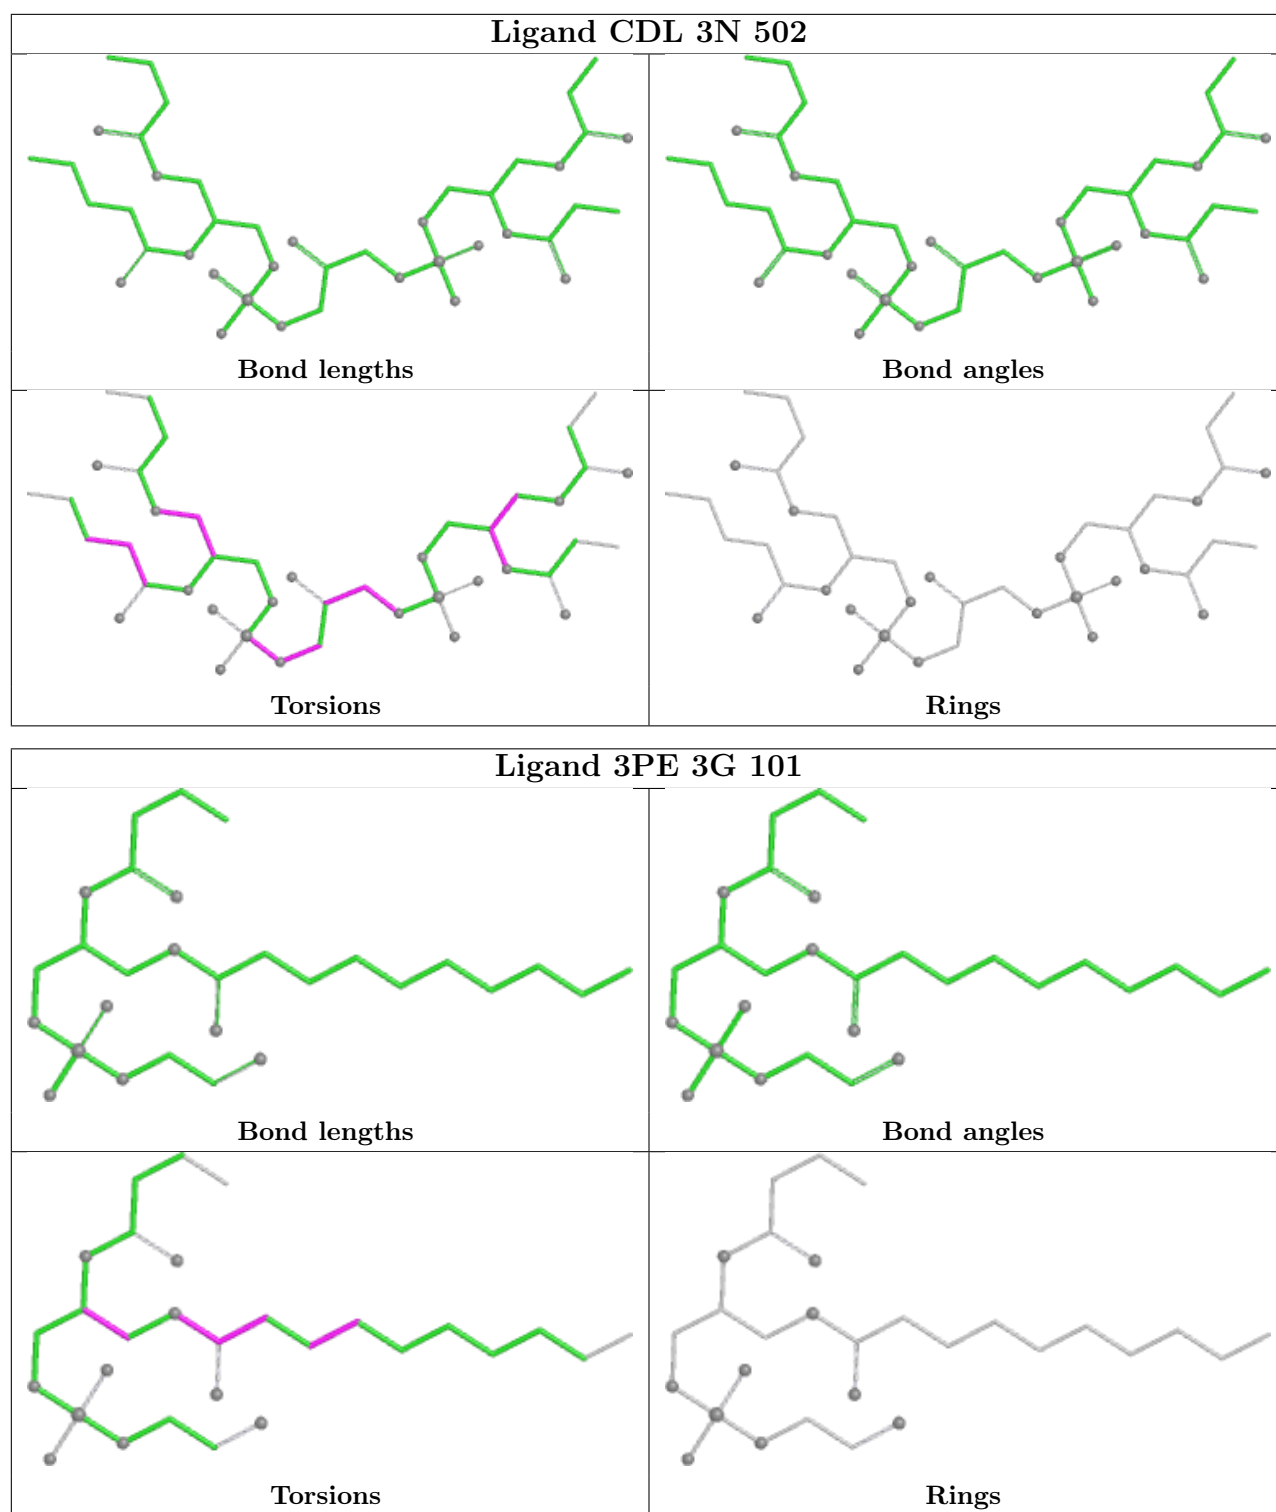 Ligand CDL 3N 502
Bond lengths
Bond angles
Torsions
Rings
Ligand 3PE 3G 101
Bond lengths
Bond angles
Torsions
Rings